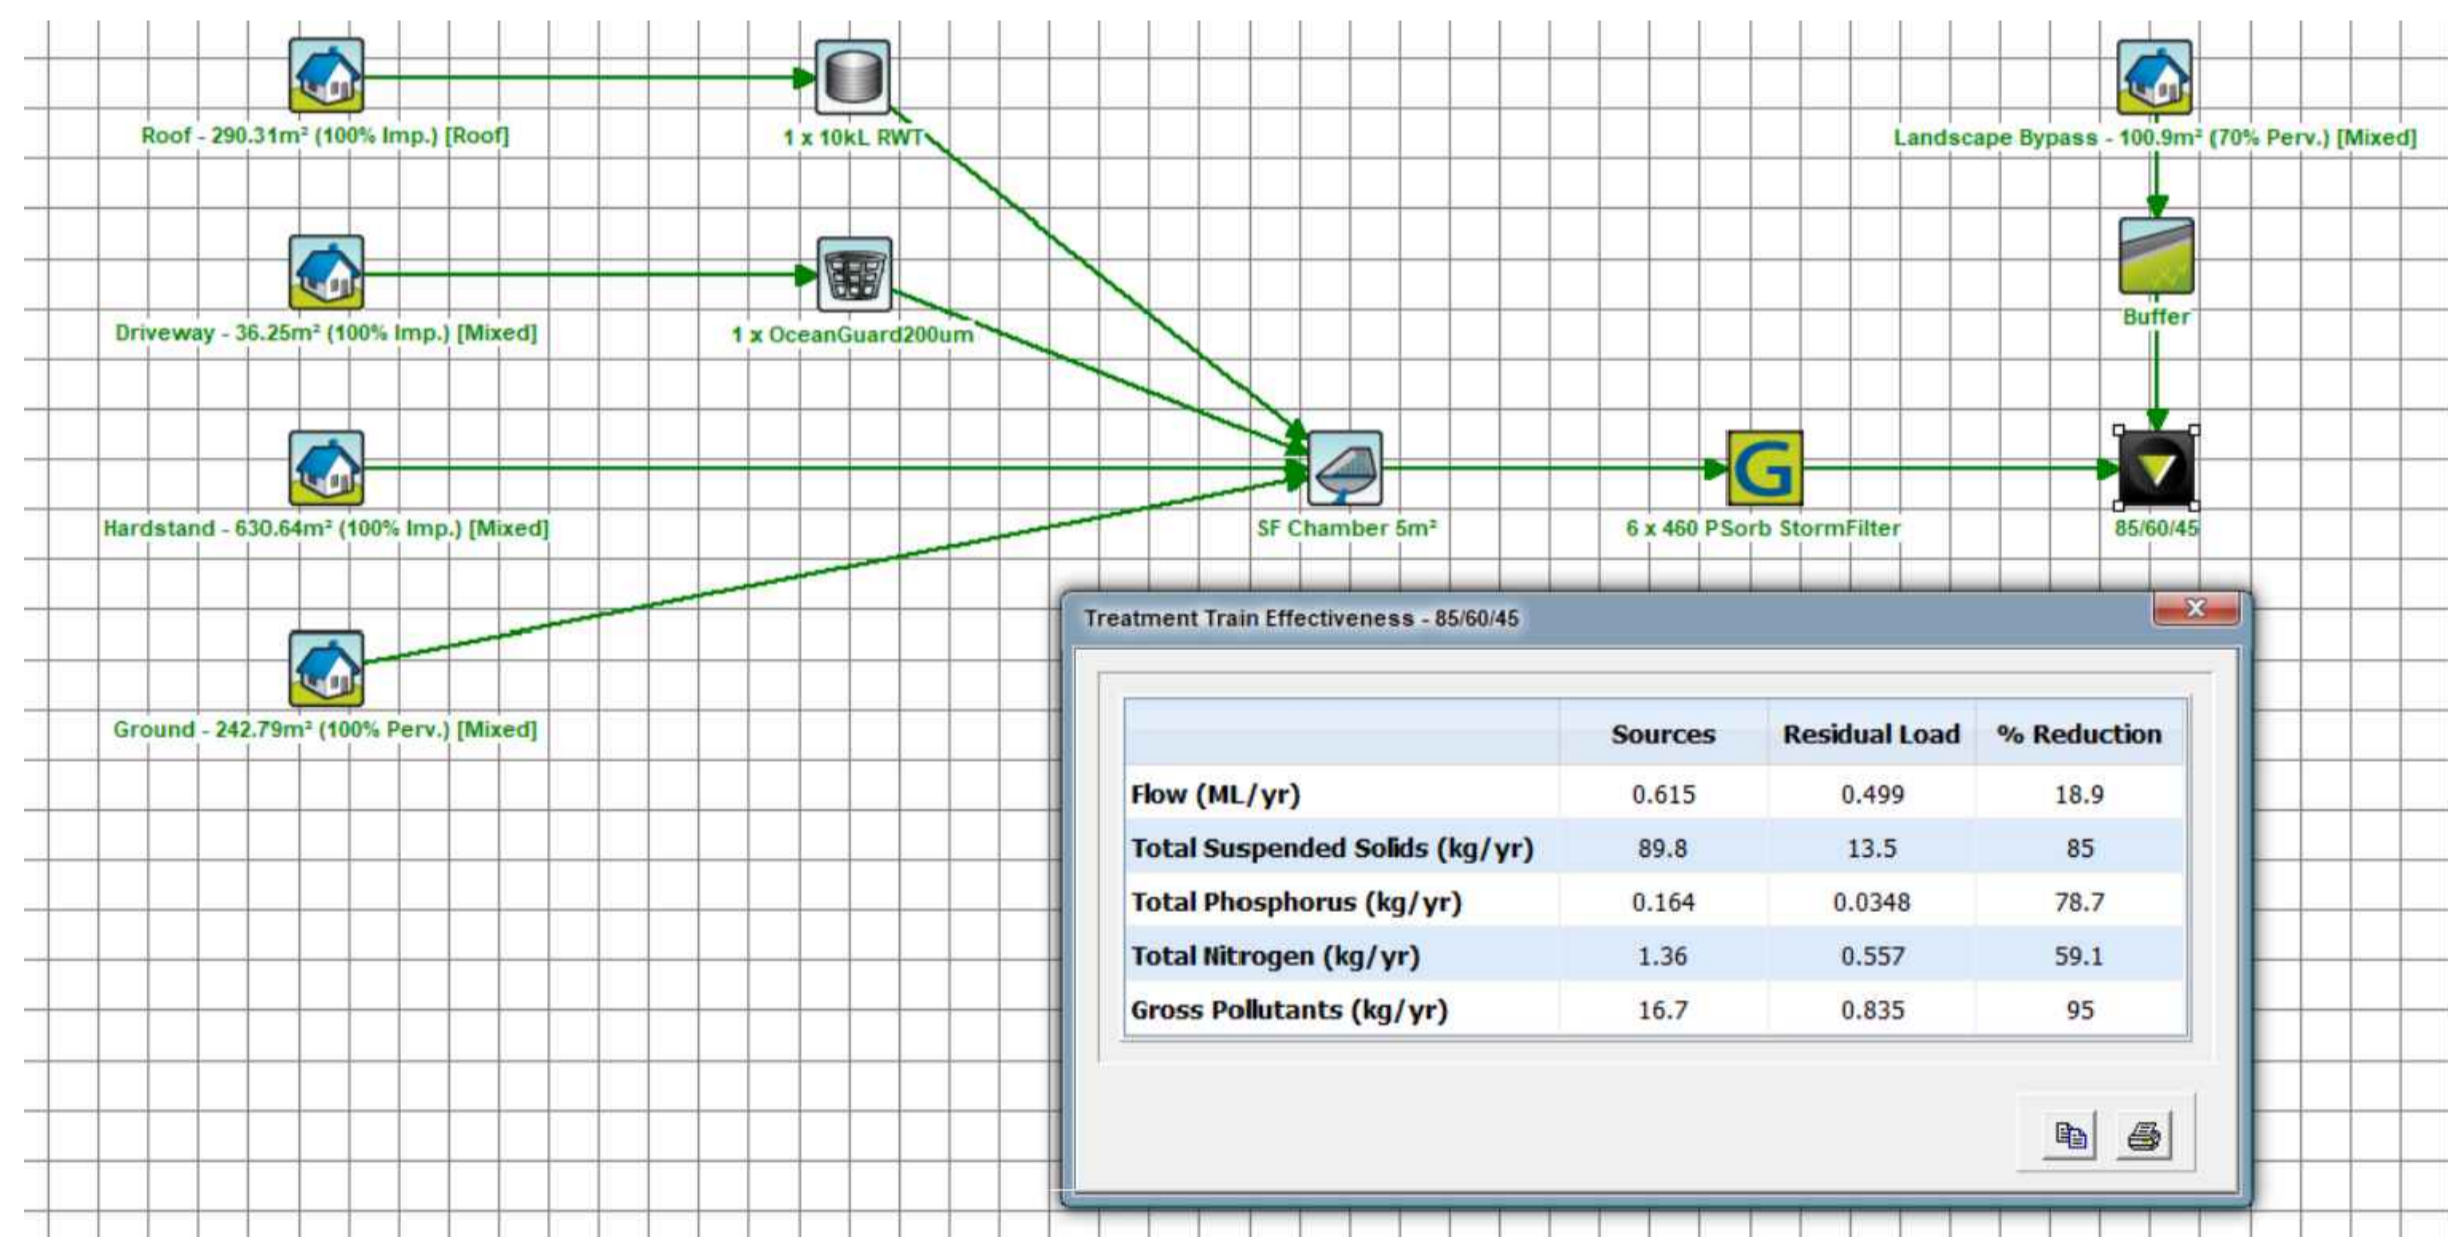 Roof - 290.31m² (100% Imp.) [Roof]
1 x 10kL RWT
Landscape Bypass - 100.9m² (70% Perv.) [Mixed]
Driveway - 36.25m² (100% Imp.) [Mixed]
1 x OceanGuard200um
Buffer
Hardstand - 630.64m² (100% Imp.) [Mixed]
SF Chamber 5m²
G
6 x 460 PSorb StormFilter
85/60/45
Ground - 242.79m² (100% Perv.) [Mixed]
Treatment Train Effectiveness - 85/60/45
Sources Residual Load % Reduction
Flow (ML/yr) 0.615 0.499 18.9
Total Suspended Solids (kg/yr) 89.8 13.5 85
Total Phosphorus (kg/yr) 0.164 0.0348 78.7
Total Nitrogen (kg/yr) 1.36 0.557 59.1
Gross Pollutants (kg/yr) 16.7 0.835 95